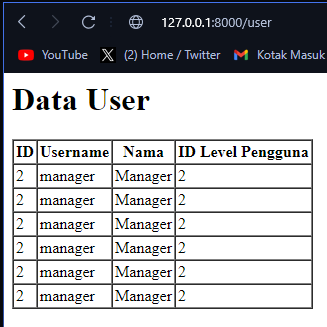 127.0.0.1:8000/user
YouTube (2) Home / Twitter Kotak Masuk
Data User
ID Username Nama ID Level Pengguna
2 manager Manager 2
2 manager Manager 2
2 manager Manager 2
2 manager Manager 2
2 manager Manager 2
2 manager Manager 2